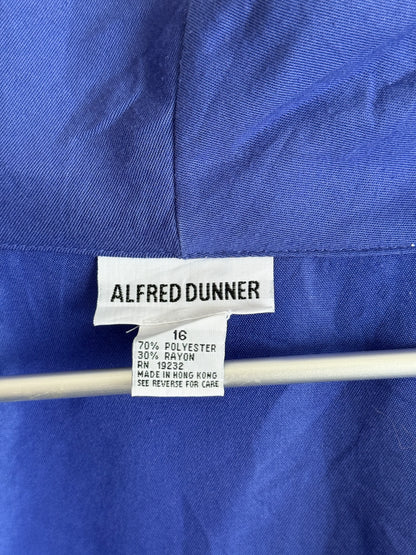 ALFRED DUNNER
16
70% POLYESTER
30% RAYON
RN 19232
MADE IN HONG KONG
SEE REVERSE FOR CARE